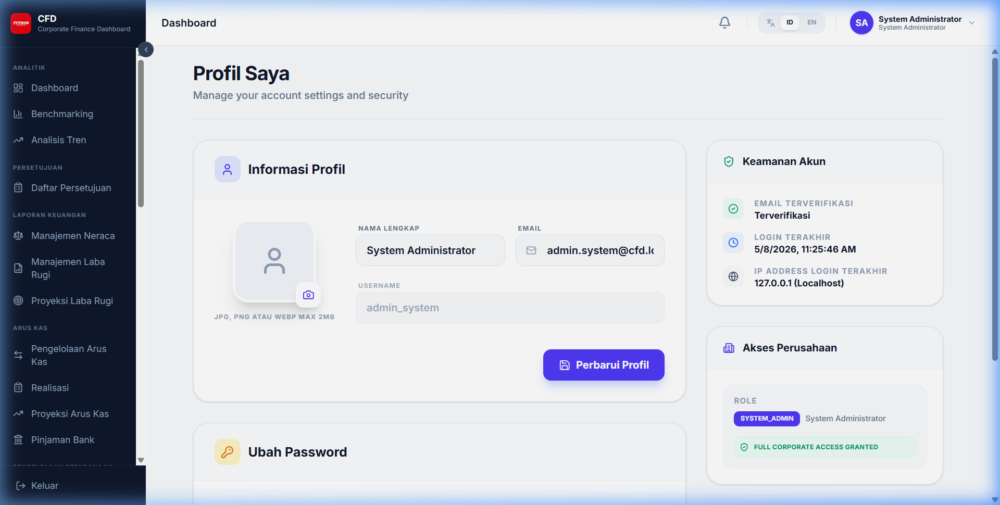 TITHIN
CFD
Corporate Finance Dashboard
Dashboard
ID
EN
SA
System Administrator
System Administrator
ANALITIK
Dashboard
Benchmarking
Analisis Tren
PERSETUJUAN
Daftar Persetujuan
LAPORAN KEUANGAN
Manajemen Neraca
Manajemen Laba
Rugi
Proyeksi Laba Rugi
ARUS KAS
Pengelolaan Arus
Kas
Realisasi
Proyeksi Arus Kas
Pinjaman Bank
Keluar
Profil Saya
Manage your account settings and security
Informasi Profil
JPG, PNG ATAU WEBP MAX 2MB
NAMA LENGKAP
System Administrator
EMAIL
admin.system@cfd.lo
USERNAME
admin_system
Perbarui Profil
Ubah Password
Keamanan Akun
EMAIL TERVERIFIKASI
Terverifikasi
LOGIN TERAKHIR
5/8/2026, 11:25:46 AM
IP ADDRESS LOGIN TERAKHIR
127.0.0.1 (Localhost)
Akses Perusahaan
ROLE
SYSTEM_ADMIN
System Administrator
FULL CORPORATE ACCESS GRANTED